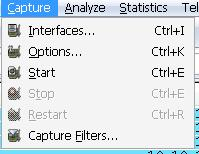 Capture Analyze Statistics Tel
Interfaces... Ctrl+I
Options... Ctrl+K
Start Ctrl+E
Stop Ctrl+E
Restart Ctrl+R
Capture Filters...